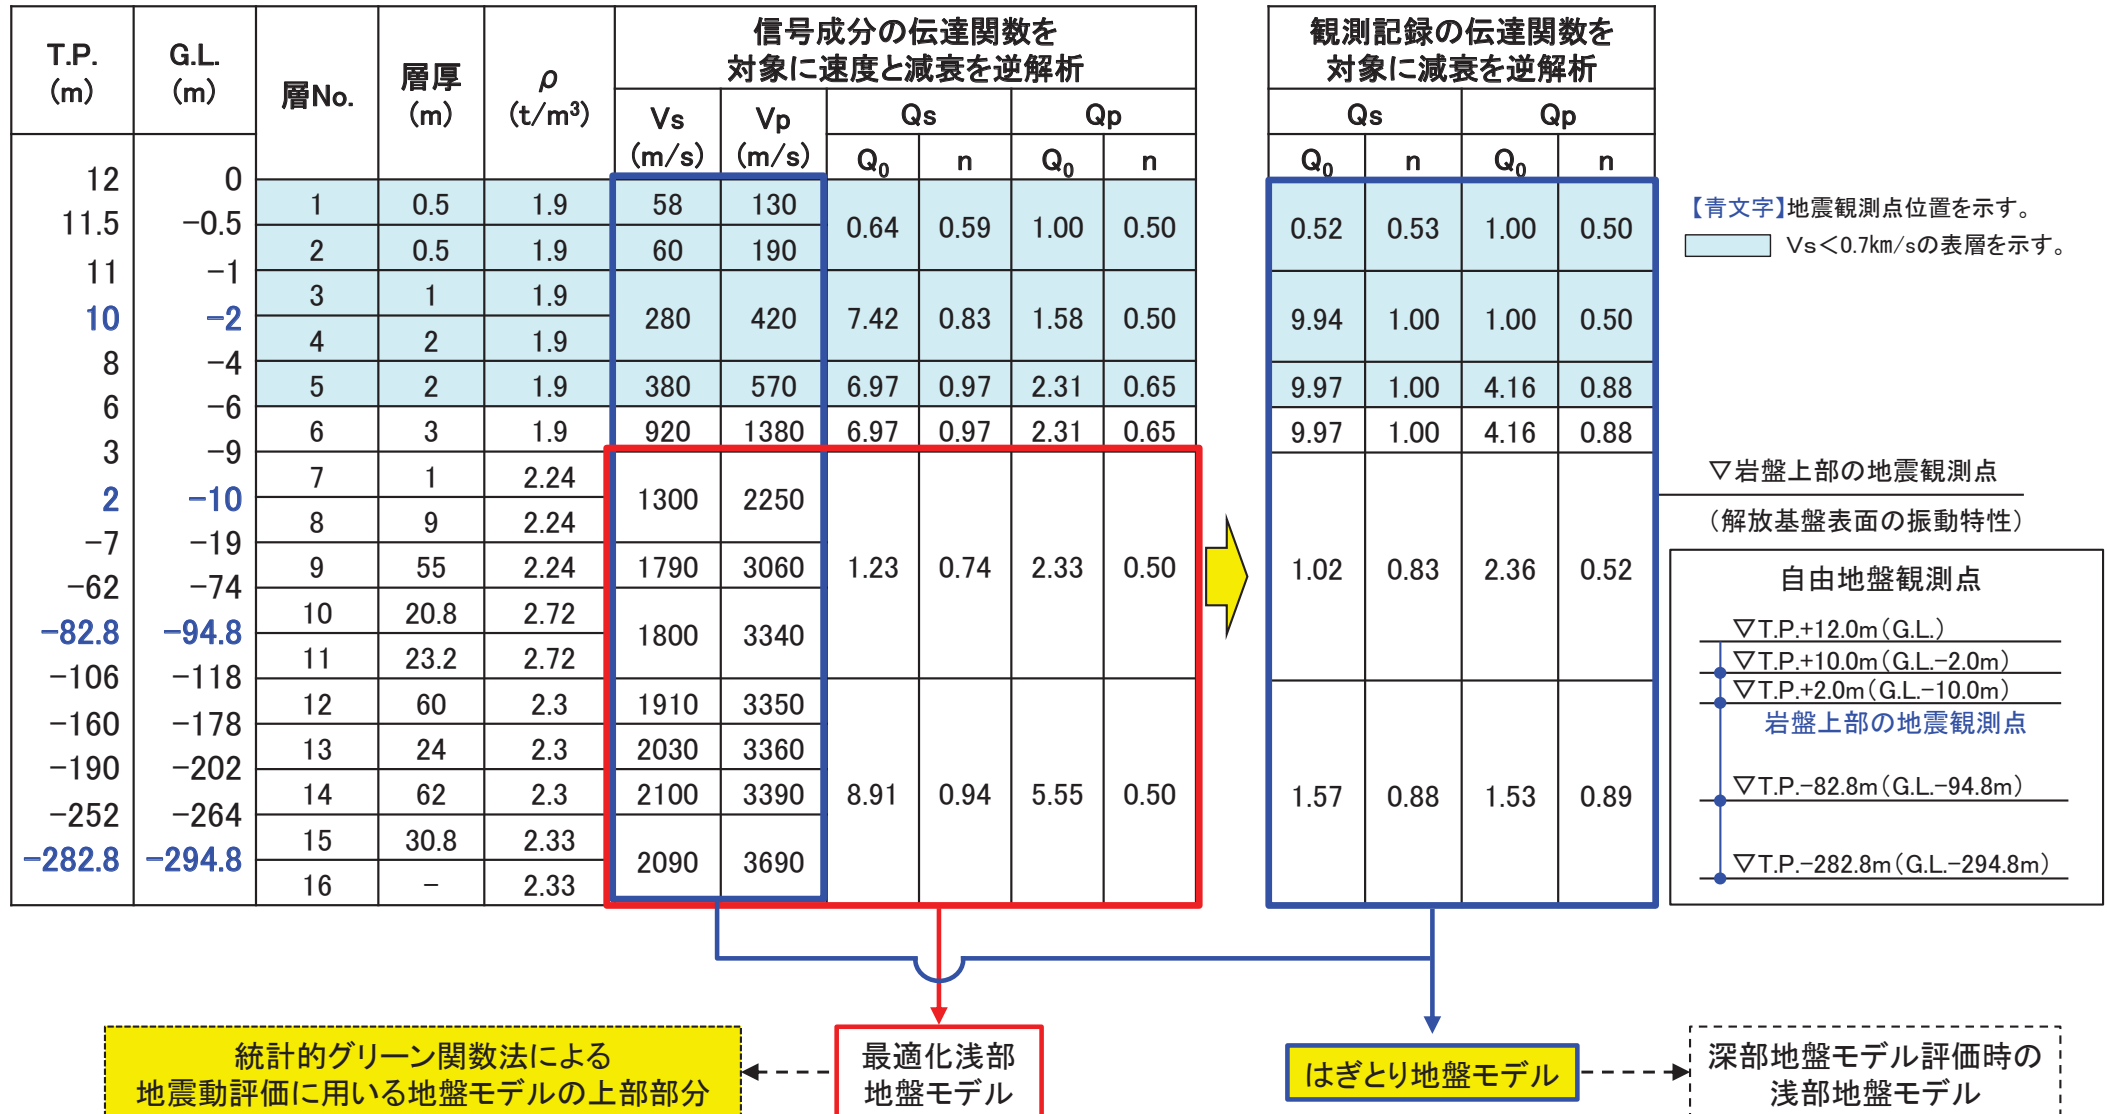 信号成分の伝達関数を
対象に速度と減衰を逆解析
観測記録の伝達関数を
対象に減衰を逆解析
T.P.
(m)
G.L.
(m)
層No.
層厚
(m)
ρ
(t/m³)
Vs
(m/s)
Vp
(m/s)
Qs Qp Qs Qp
Q₀ n Q₀ n Q₀ n Q₀ n
12 0
1 0.5 1.9 58 130
11.5 −0.5
0.64 0.59 1.00 0.50 0.52 0.53 1.00 0.50
2 0.5 1.9 60 190
11 −1
3 1 1.9
10 −2
280 420 7.42 0.83 1.58 0.50 9.94 1.00 1.00 0.50
4 2 1.9
8 −4
5 2 1.9 380 570 6.97 0.97 2.31 0.65 9.97 1.00 4.16 0.88
6 −6
6 3 1.9 920 1380 6.97 0.97 2.31 0.65 9.97 1.00 4.16 0.88
3 −9
7 1 2.24
2 −10
1300 2250
8 9 2.24
−7 −19
9 55 2.24 1790 3060 1.23 0.74 2.33 0.50 1.02 0.83 2.36 0.52
−62 −74
10 20.8 2.72
−82.8 −94.8
1800 3340
11 23.2 2.72
−106 −118
12 60 2.3 1910 3350
−160 −178
13 24 2.3 2030 3360
−190 −202
14 62 2.3 2100 3390 8.91 0.94 5.55 0.50 1.57 0.88 1.53 0.89
−252 −264
15 30.8 2.33
−282.8 −294.8
2090 3690
16 − 2.33
【青文字】地震観測点位置を示す。
Vs＜0.7km/sの表層を示す。
▽岩盤上部の地震観測点
(解放基盤表面の振動特性)
自由地盤観測点
▽T.P.+12.0m(G.L.)
▽T.P.+10.0m(G.L.−2.0m)
▽T.P.+2.0m(G.L.−10.0m)
岩盤上部の地震観測点
▽T.P.−82.8m(G.L.−94.8m)
▽T.P.−282.8m(G.L.−294.8m)
統計的グリーン関数法による
地震動評価に用いる地盤モデルの上部部分
最適化浅部
地盤モデル
はぎとり地盤モデル
深部地盤モデル評価時の
浅部地盤モデル